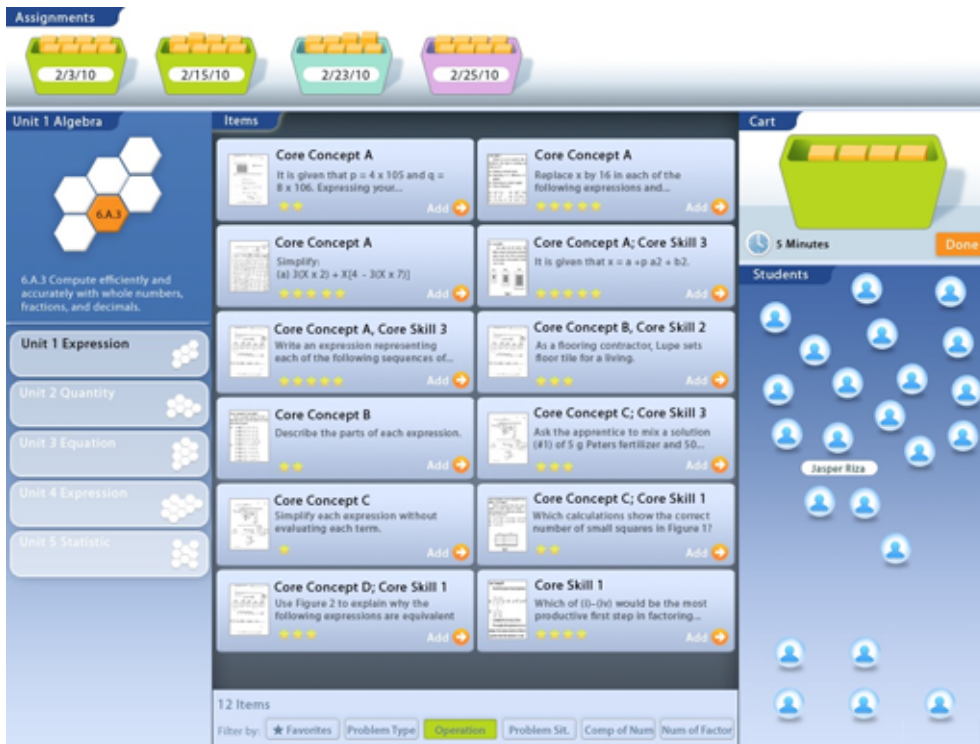 Assignments
2/3/10
2/15/10
2/23/10
2/25/10
Unit 1 Algebra
6.A.3
6.A.3 Compute efficiently and
accurately with whole numbers,
fractions, and decimals.
Unit 1 Expression
Unit 2 Quantity
Unit 3 Equation
Unit 4 Expression
Unit 5 Statistic
Items
Core Concept A
It is given that p = 4 x 105 and q =
8 x 106. Expressing your...
Add
Core Concept A
Replace x by 16 in each of the
following expressions and...
Add
Core Concept A
Simplify:
(a) 3(X x 2) + X[4 - 3(X x 7)]
Add
Core Concept A; Core Skill 3
It is given that x = a +p a2 + b2.
Add
Core Concept A, Core Skill 3
Write an expression representing
each of the following sequences of...
Add
Core Concept B, Core Skill 2
As a flooring contractor, Lupe sets
floor tile for a living.
Add
Core Concept B
Describe the parts of each expression.
Add
Core Concept C; Core Skill 3
Ask the apprentice to mix a solution
(#1) of 5 g Peters fertilizer and 50...
Add
Core Concept C
Simplify each expression without
evaluating each term.
Add
Core Concept C; Core Skill 1
Which calculations show the correct
number of small squares in Figure 1?
Add
Core Concept D; Core Skill 1
Use Figure 2 to explain why the
following expressions are equivalent
Add
Core Skill 1
Which of (i)-(iv) would be the most
productive first step in factoring...
Add
12 Items
Filter by:
Favorites
Problem Type
Operation
Problem Sit.
Comp of Num
Num of Factor
Cart
5 Minutes
Done
Students
Jasper Riza